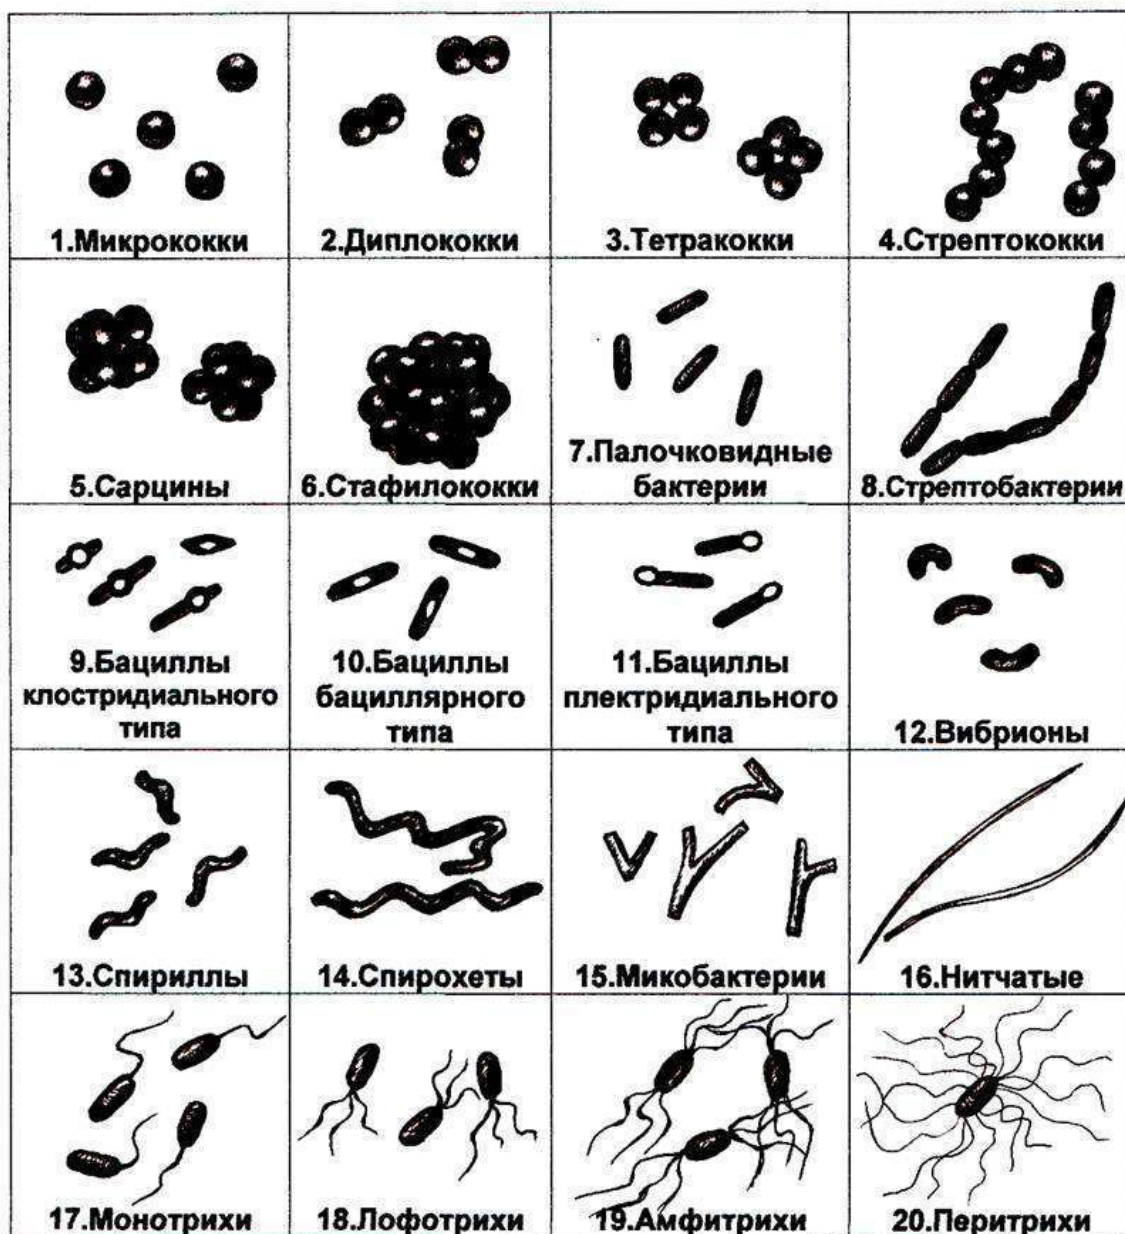 1.Микрококки
2.Диплококки
3.Тетракокки
4.Стрептококки
5.Сарцины
6.Стафилококки
7.Палочковидные
бактерии
8.Стрептобактерии
9.Бациллы
клостридиального
типа
10.Бациллы
бациллярного
типа
11.Бациллы
плектридиального
типа
12.Вибрионы
13.Спириллы
14.Спирохеты
15.Микобактерии
16.Нитчатые
17.Монотрихи
18.Лофотрихи
19.Амфитрихи
20.Перитрихи